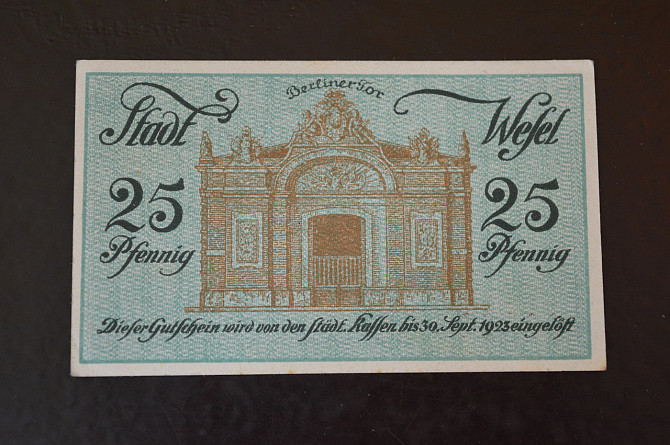 Berliner Tor
Stadt Wesel
25 25
Pfennig Pfennig
Dieser Gutschein wird von den städt. Kassen bis 30. Sept. 1923 eingelöst